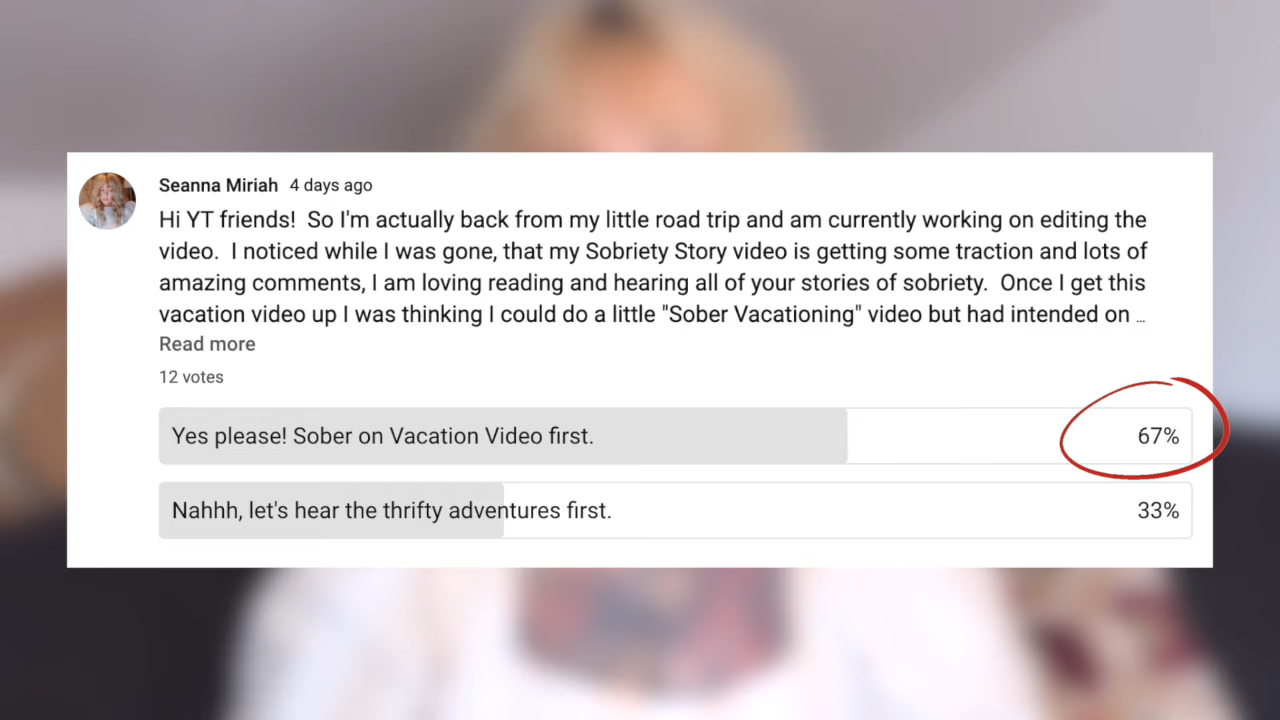 Seanna Miriah 4 days ago
Hi YT friends!  So I'm actually back from my little road trip and am currently working on editing the
video.  I noticed while I was gone, that my Sobriety Story video is getting some traction and lots of
amazing comments, I am loving reading and hearing all of your stories of sobriety.  Once I get this
vacation video up I was thinking I could do a little "Sober Vacationing" video but had intended on ...
Read more
12 votes
Yes please! Sober on Vacation Video first. 67%
Nahhh, let's hear the thrifty adventures first. 33%